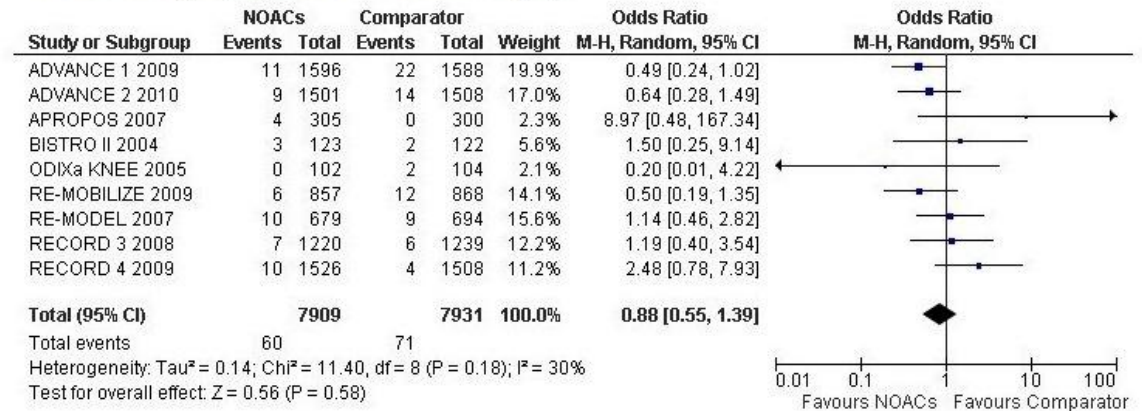 NOACs Comparator Odds Ratio Odds Ratio
Study or Subgroup Events Total Events Total Weight M-H, Random, 95% CI M-H, Random, 95% CI
ADVANCE 1 2009 11 1596 22 1588 19.9% 0.49 [0.24, 1.02]
ADVANCE 2 2010 9 1501 14 1508 17.0% 0.64 [0.28, 1.49]
APROPOS 2007 4 305 0 300 2.3% 8.97 [0.48, 167.34]
BISTRO II 2004 3 123 2 122 5.6% 1.50 [0.25, 9.14]
ODIXa KNEE 2005 0 102 2 104 2.1% 0.20 [0.01, 4.22]
RE-MOBILIZE 2009 6 857 12 868 14.1% 0.50 [0.19, 1.35]
RE-MODEL 2007 10 679 9 694 15.6% 1.14 [0.46, 2.82]
RECORD 3 2008 7 1220 6 1239 12.2% 1.19 [0.40, 3.54]
RECORD 4 2009 10 1526 4 1508 11.2% 2.48 [0.78, 7.93]
Total (95% CI) 7909 7931 100.0% 0.88 [0.55, 1.39]
Total events 60 71
Heterogeneity: Tau² = 0.14; Chi² = 11.40, df = 8 (P = 0.18); I² = 30%
Test for overall effect: Z = 0.56 (P = 0.58)
0.01 0.1 1 10 100
Favours NOACs Favours Comparator